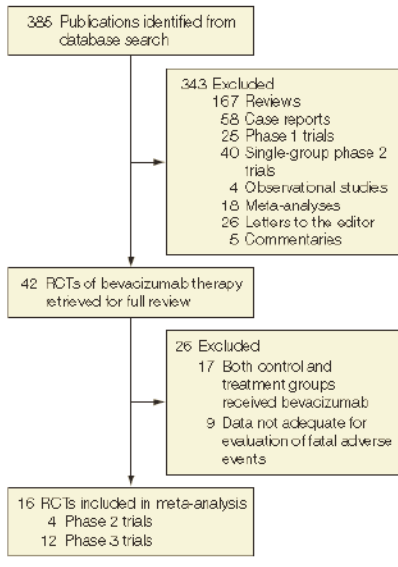 385 Publications identified from
database search
343 Excluded
167 Reviews
58 Case reports
25 Phase 1 trials
40 Single-group phase 2
trials
4 Observational studies
18 Meta-analyses
26 Letters to the editor
5 Commentaries
42 RCTs of bevacizumab therapy
retrieved for full review
26 Excluded
17 Both control and
treatment groups
received bevacizumab
9 Data not adequate for
evaluation of fatal adverse
events
16 RCTs included in meta-analysis
4 Phase 2 trials
12 Phase 3 trials